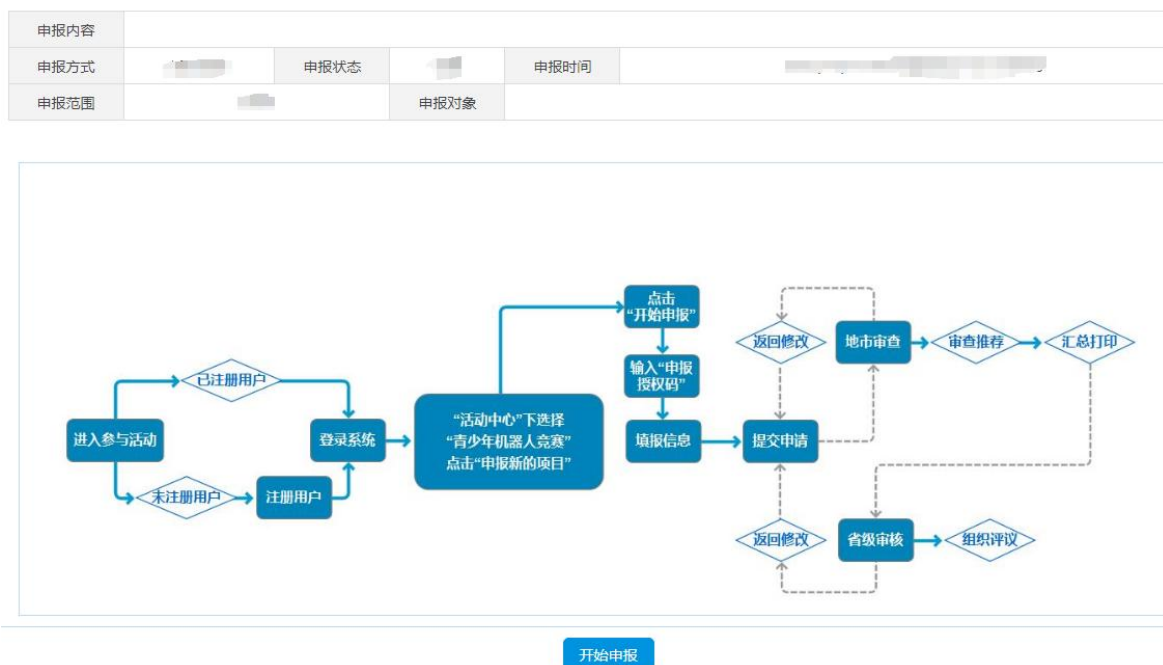 申报内容
申报方式 申报状态 申报时间
申报范围 申报对象
点击
“开始申报”
返回修改
地市审查
审查推荐
汇总打印
输入“申报
授权码”
已注册用户
进入参与活动
登录系统
“活动中心”下选择
“青少年机器人竞赛”
点击“申报新的项目”
填报信息
提交申请
未注册用户
注册用户
返回修改
省级审核
组织评议
开始申报